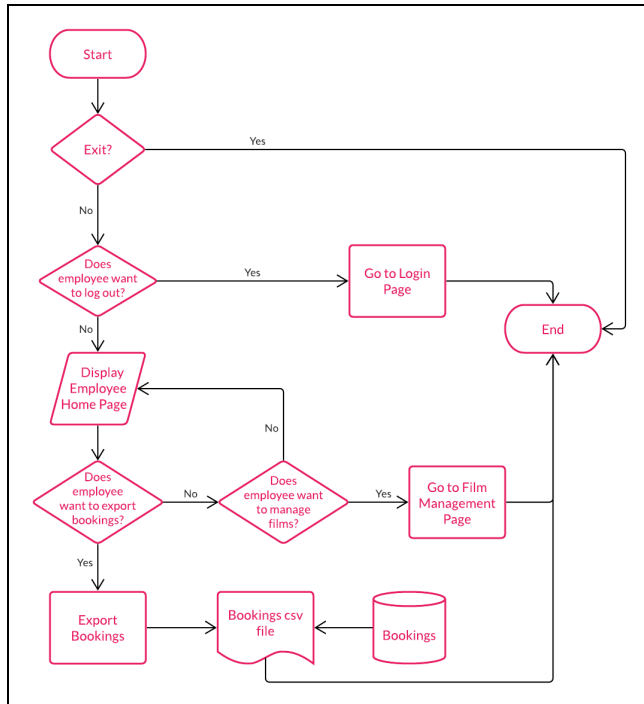 Start
Exit?
Yes
No
Does
employee want
to log out?
Yes
Go to Login
Page
End
No
Display
Employee
Home Page
No
Does
employee
want to export
bookings?
No
Does
employee want
to manage
films?
Yes
Go to Film
Management
Page
Yes
Export
Bookings
Bookings csv
file
Bookings